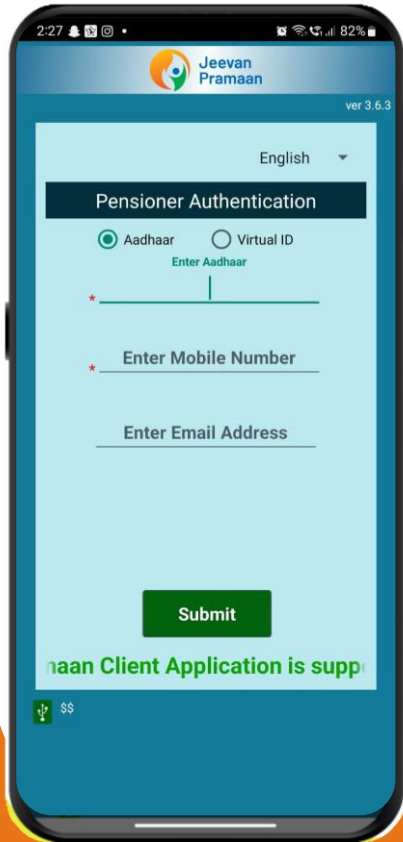 2:27 82%
Jeevan
Pramaan
ver 3.6.3
English
Pensioner Authentication
Aadhaar Virtual ID
Enter Aadhaar
*
* Enter Mobile Number
Enter Email Address
Submit
naan Client Application is suppo
$$